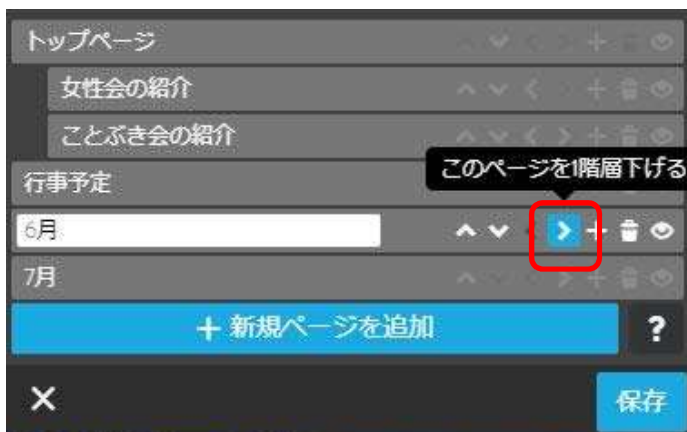 トップページ
女性会の紹介
ことぶき会の紹介
このページを1階層下げる
行事予定
6月
7月
+ 新規ページを追加
?
保存